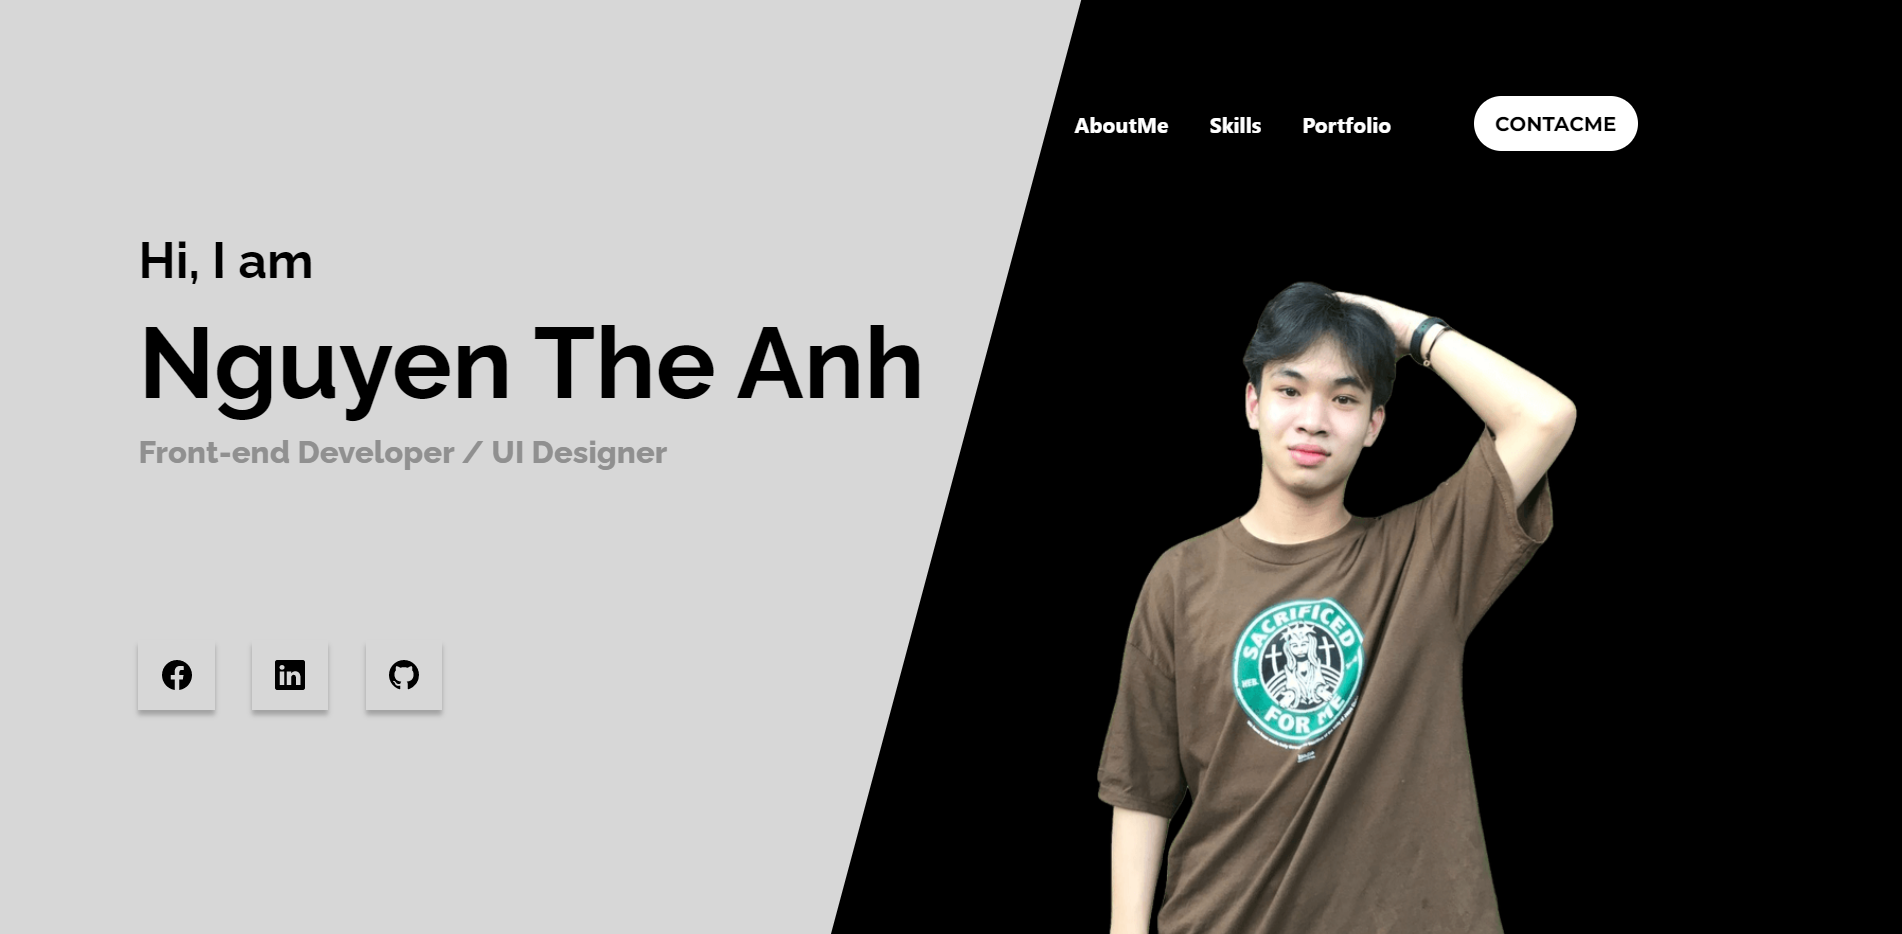 AboutMe Skills Portfolio CONTACME
Hi, I am
Nguyen The Anh
Front-end Developer / UI Designer
SACRIFICED
FOR ME